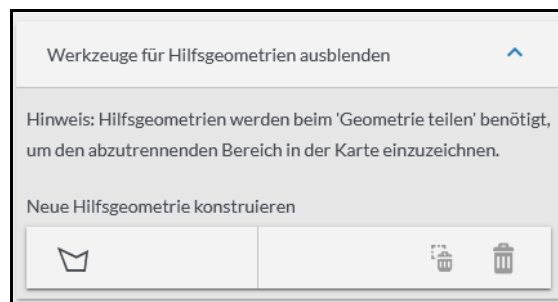 Werkzeuge für Hilfsgeometrien ausblenden
Hinweis: Hilfsgeometrien werden beim 'Geometrie teilen' benötigt,
um den abzutrennenden Bereich in der Karte einzuzeichnen.
Neue Hilfsgeometrie konstruieren